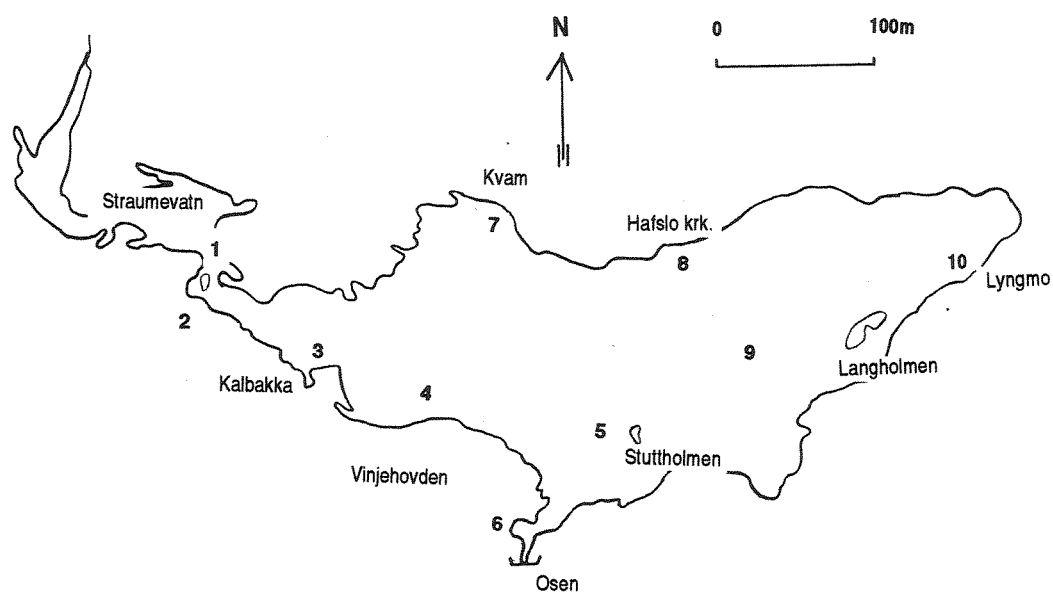 N
0 100m
Kvam
Straumevatn
7
Hafslo krk.
1
8
10
Lyngmo
2
3
9
Langholmen
Kalbakka
4
5
Stuttholmen
Vinjehovden
6
Osen